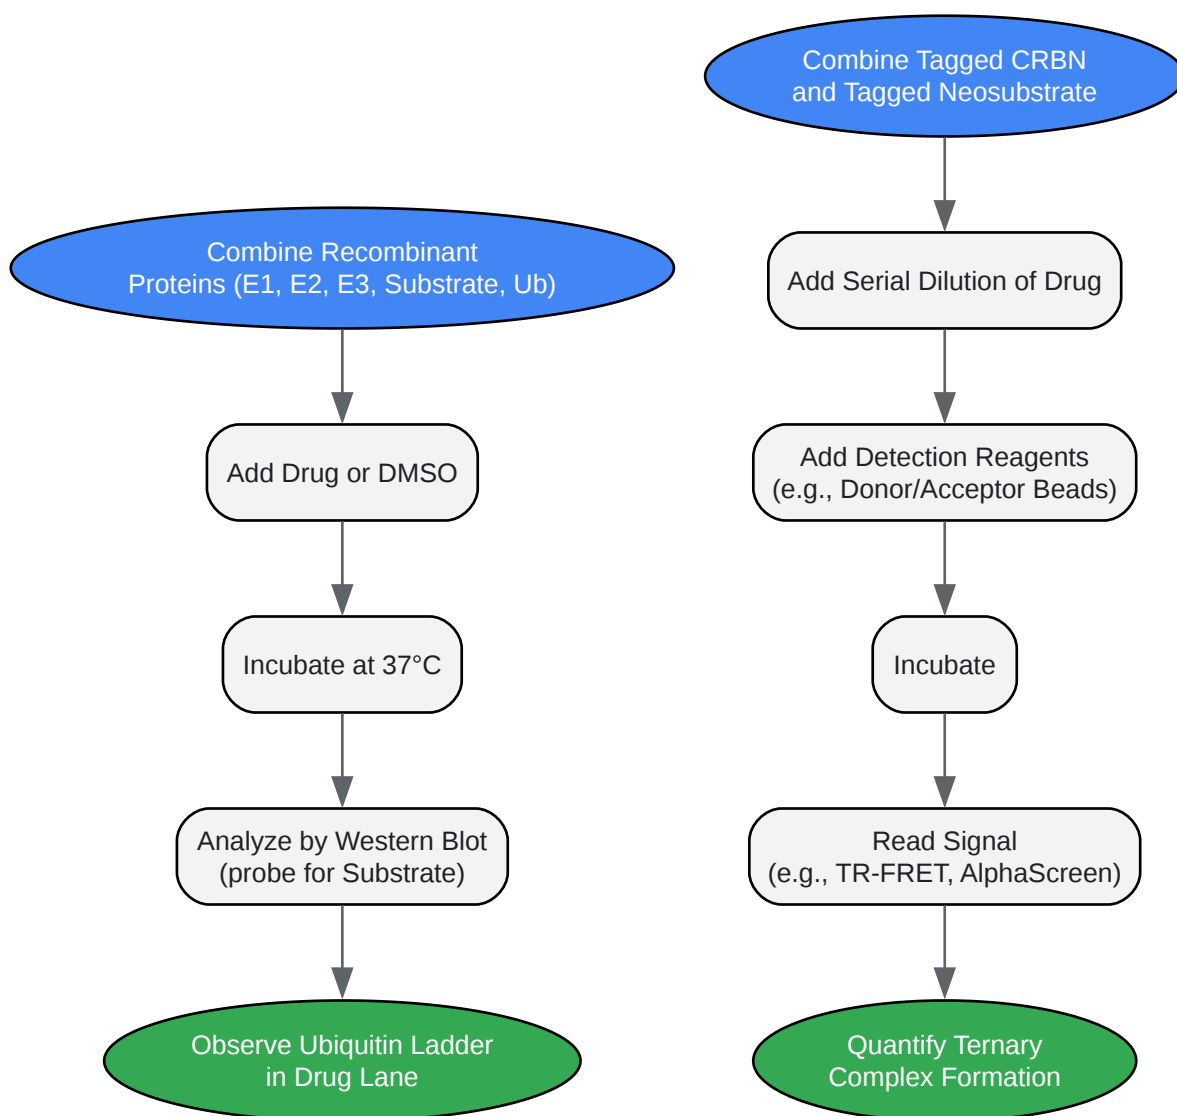 Combine Recombinant
Proteins (E1, E2, E3, Substrate, Ub)
Add Drug or DMSO
Incubate at 37°C
Analyze by Western Blot
(probe for Substrate)
Observe Ubiquitin Ladder
in Drug Lane
Combine Tagged CRBN
and Tagged Neosubstrate
Add Serial Dilution of Drug
Add Detection Reagents
(e.g., Donor/Acceptor Beads)
Incubate
Read Signal
(e.g., TR-FRET, AlphaScreen)
Quantify Ternary
Complex Formation